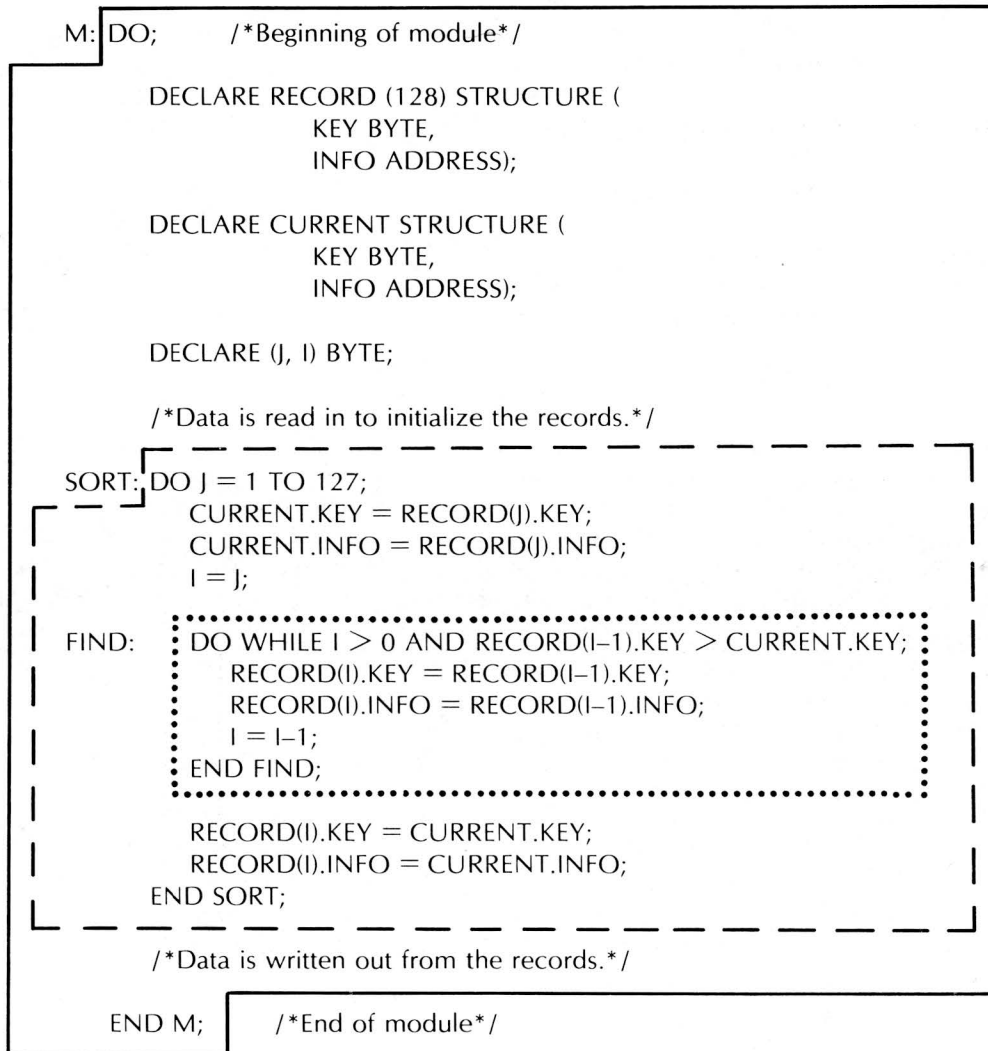 M: DO; /*Beginning of module*/
DECLARE RECORD (128) STRUCTURE (
KEY BYTE,
INFO ADDRESS);
DECLARE CURRENT STRUCTURE (
KEY BYTE,
INFO ADDRESS);
DECLARE (J, I) BYTE;
/*Data is read in to initialize the records.*/
SORT: DO J = 1 TO 127;
CURRENT.KEY = RECORD(J).KEY;
CURRENT.INFO = RECORD(J).INFO;
I = J;
FIND: DO WHILE I > 0 AND RECORD(I–1).KEY > CURRENT.KEY;
RECORD(I).KEY = RECORD(I–1).KEY;
RECORD(I).INFO = RECORD(I–1).INFO;
I = I–1;
END FIND;
RECORD(I).KEY = CURRENT.KEY;
RECORD(I).INFO = CURRENT.INFO;
END SORT;
/*Data is written out from the records.*/
END M; /*End of module*/